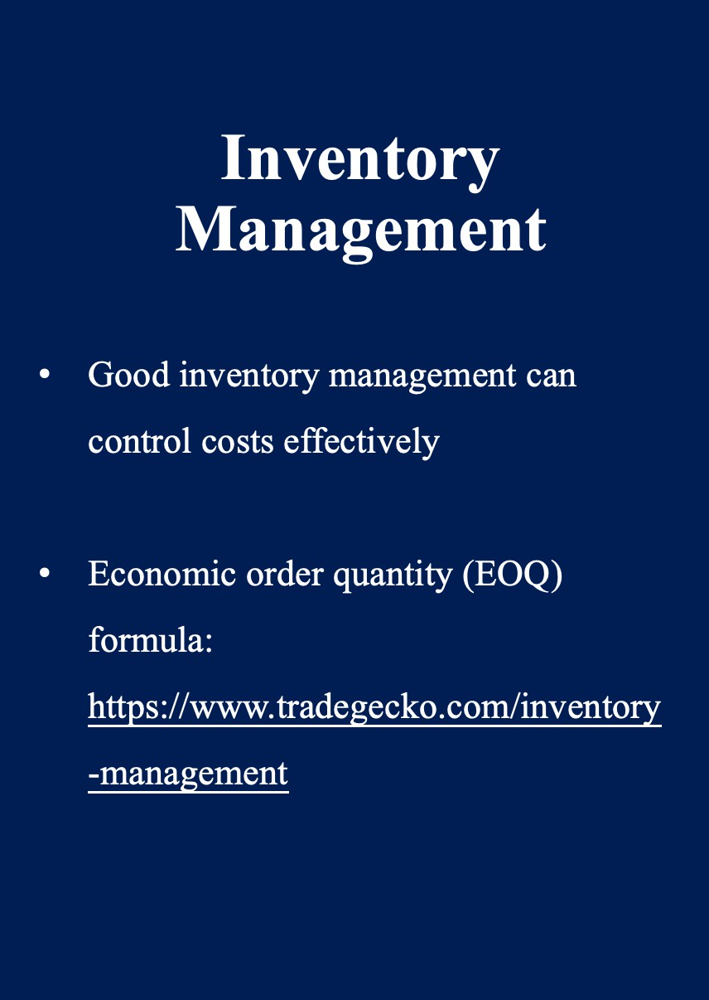 Inventory
Management
• Good inventory management can
control costs effectively
• Economic order quantity (EOQ)
formula:
https://www.tradegecko.com/inventory
-management